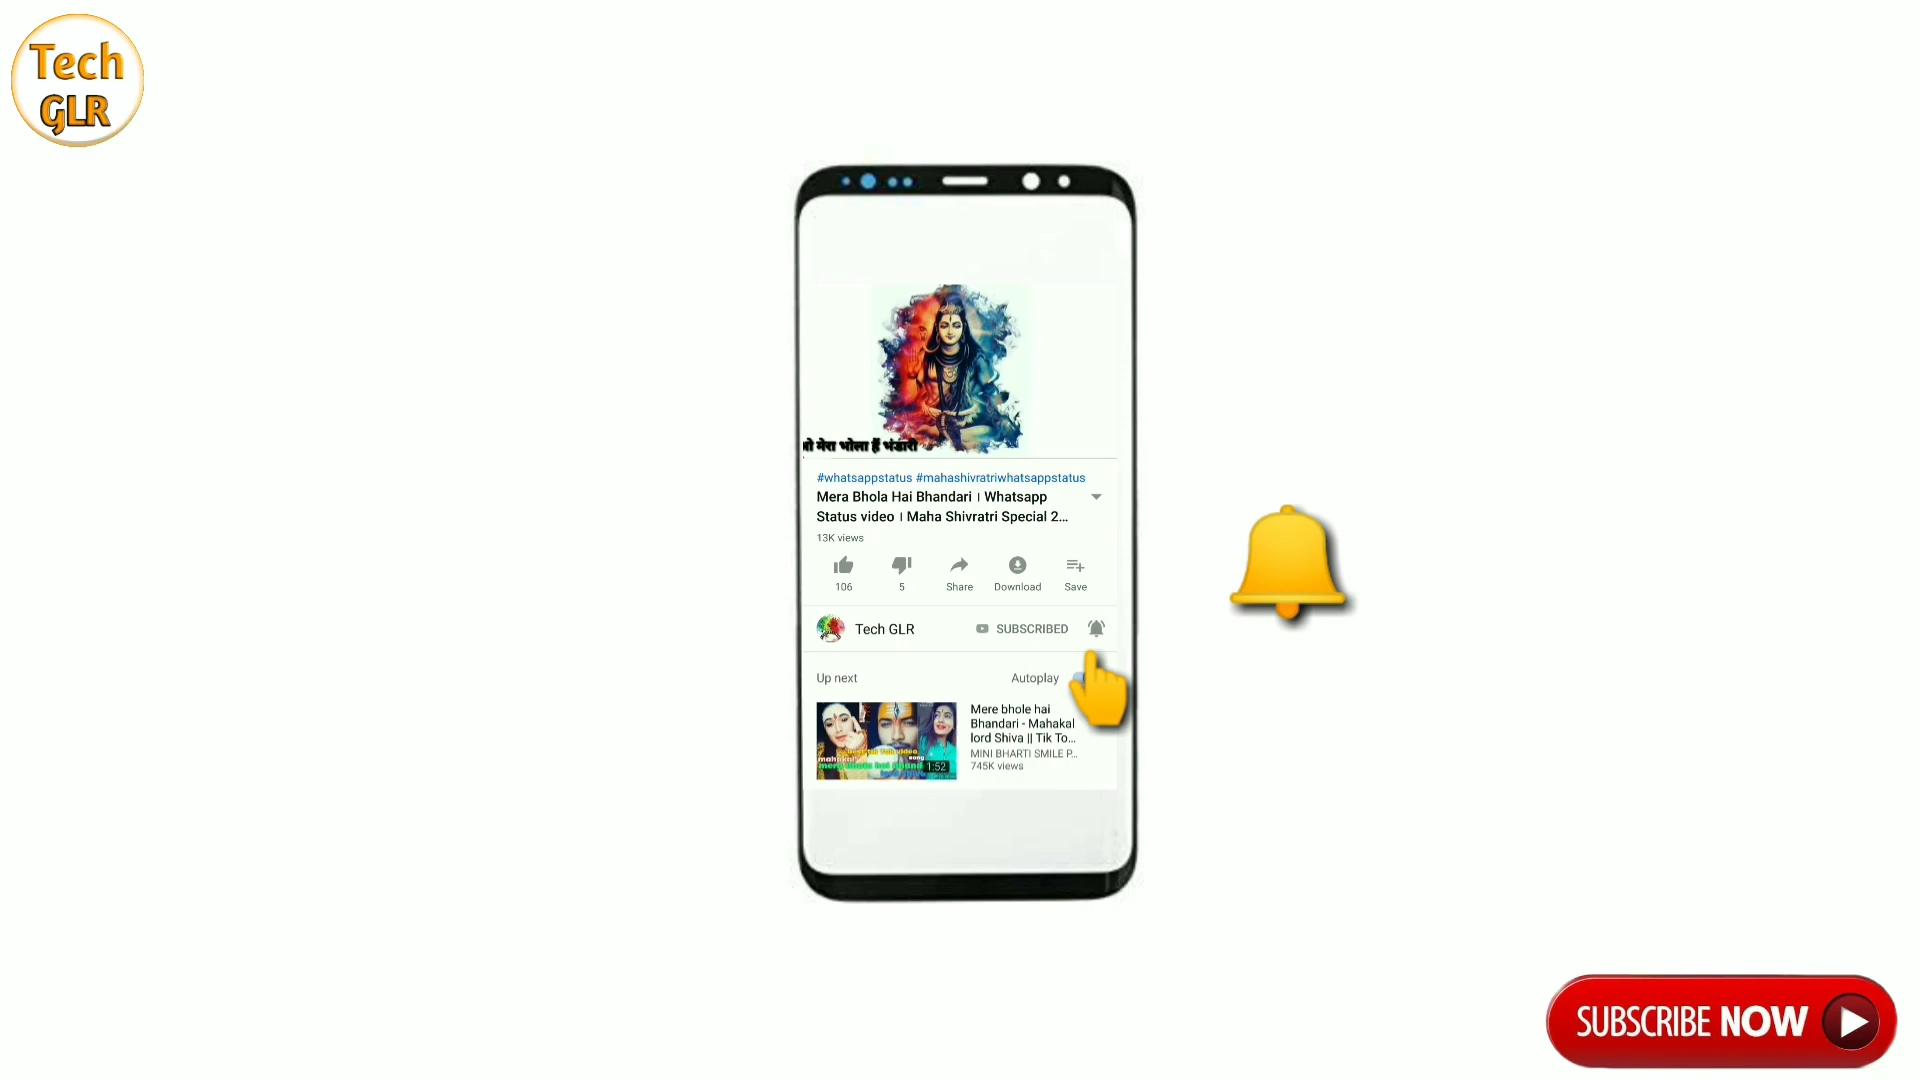 Tech
GLR
मेरा भोला हैं भंडारी
#whatsappstatus #mahashivratriwhatsappstatus
Mera Bhola Hai Bhandari । Whatsapp
Status video । Maha Shivratri Special 2...
13K views
106
5
Share
Download
Save
Tech GLR
SUBSCRIBED
Up next
Autoplay
Mere bhole hai
Bhandari - Mahakal
lord Shiva || Tik To...
MINI BHARTI SMILE P...
745K views
mahakal
song
1:52
SUBSCRIBE NOW